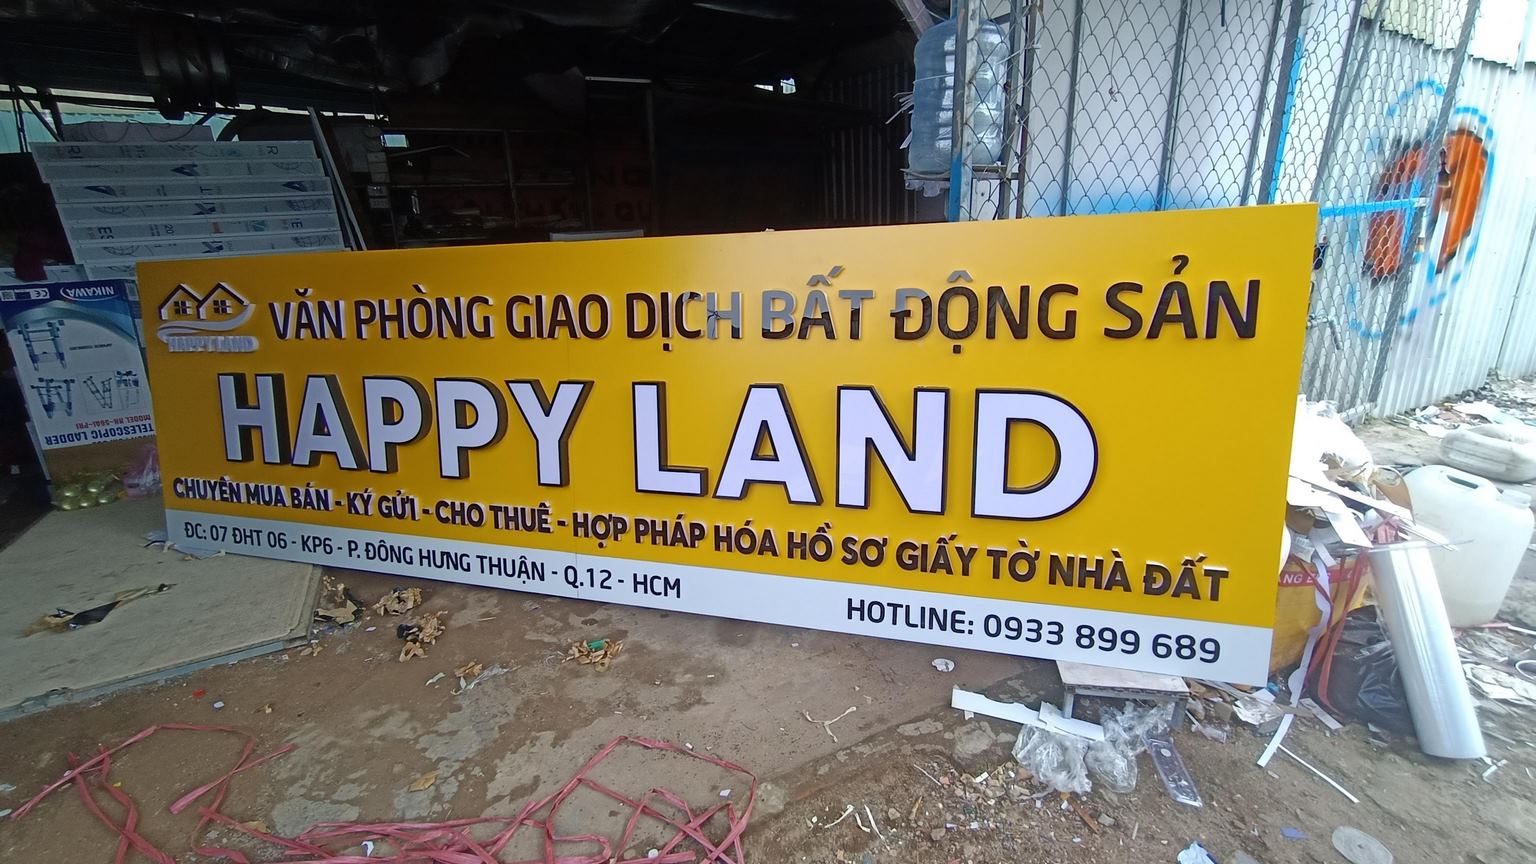 HAPPY LAND
VĂN PHÒNG GIAO DỊCH BẤT ĐỘNG SẢN
HAPPY LAND
CHUYÊN MUA BÁN - KÝ GỬI - CHO THUÊ - HỢP PHÁP HÓA HỒ SƠ GIẤY TỜ NHÀ ĐẤT
ĐC: 07 ĐHT 06 - KP6 - P. ĐÔNG HƯNG THUẬN - Q.12 - HCM
HOTLINE: 0933 899 689
NIKAWA
TELESCOPIC LADDER